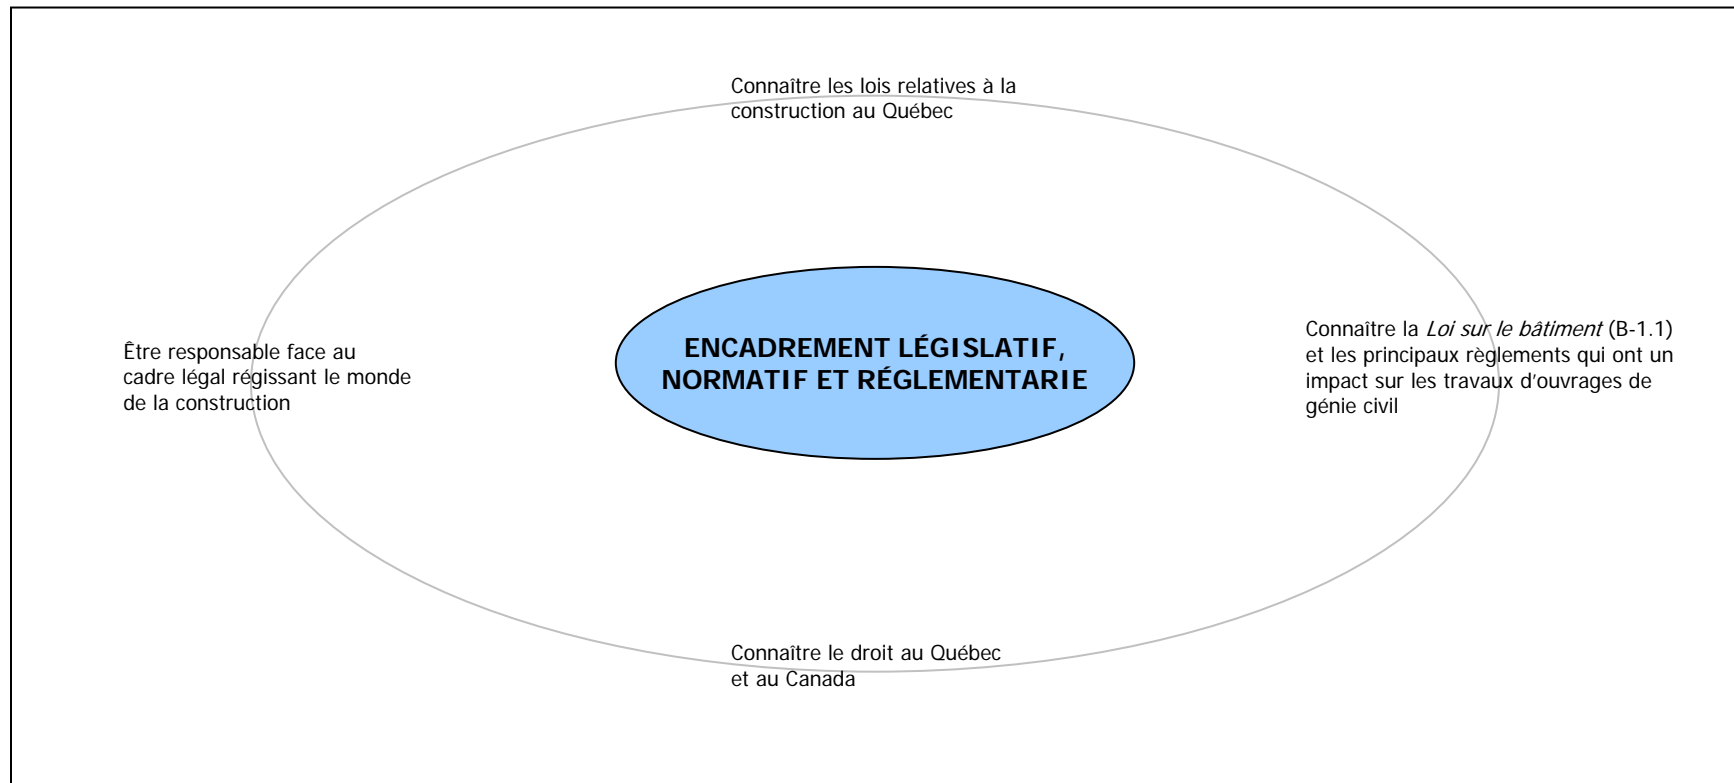 Connaître les lois relatives à la
construction au Québec
ENCADREMENT LÉGISLATIF,
NORMATIF ET RÉGLEMENTARIE
Connaître la Loi sur le bâtiment (B-1.1)
et les principaux règlements qui ont un
impact sur les travaux d'ouvrages de
génie civil
Être responsable face au
cadre légal régissant le monde
de la construction
Connaître le droit au Québec
et au Canada